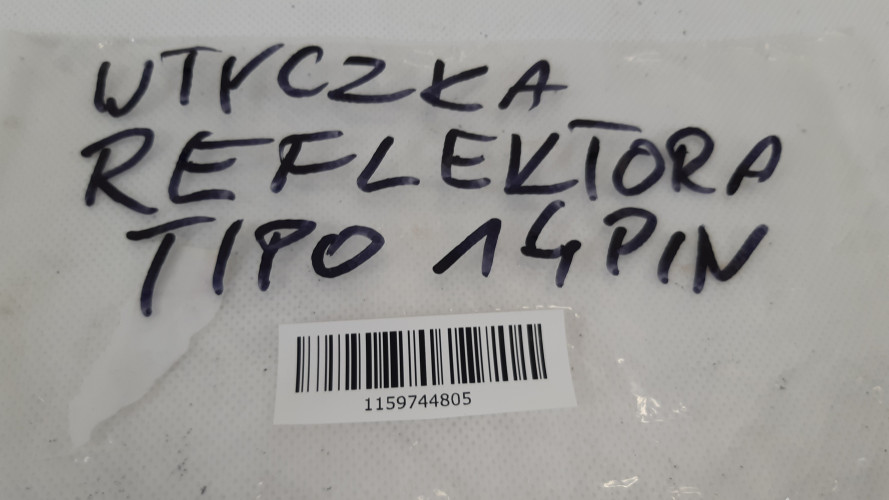 WTYCZKA
REFLEKTORA
TIPO 14PIN
1159744805